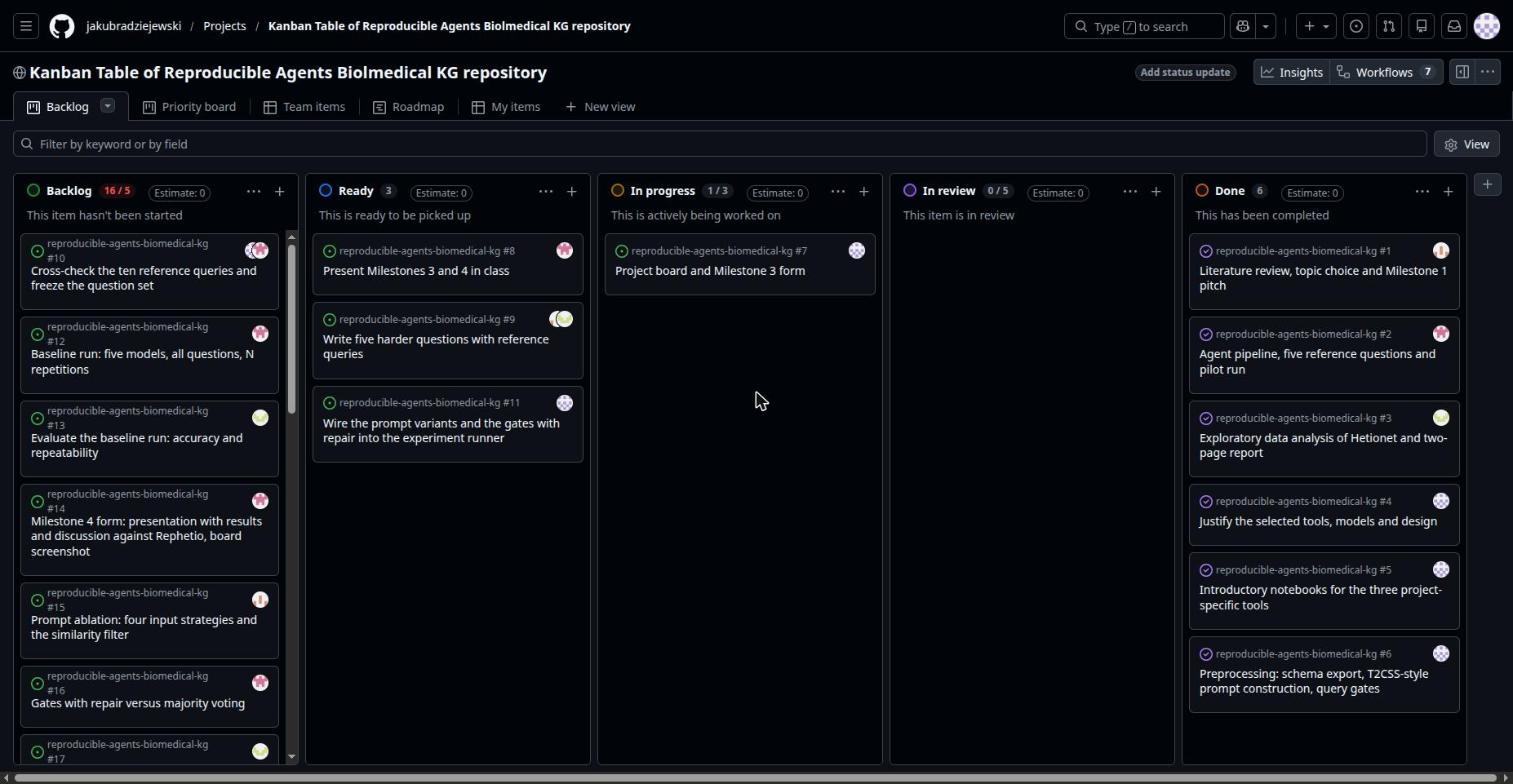 jakubradziejewski / Projects / Kanban Table of Reproducible Agents Biolmedical KG repository
Type / to search
Kanban Table of Reproducible Agents Biolmedical KG repository
Add status update
Insights
Workflows 7
Backlog
Priority board
Team items
Roadmap
My items
New view
Filter by keyword or by field
View
Backlog 16 / 5 Estimate: 0
This item hasn't been started
reproducible-agents-biomedical-kg
#10
Cross-check the ten reference queries and
freeze the question set
reproducible-agents-biomedical-kg
#12
Baseline run: five models, all questions, N
repetitions
reproducible-agents-biomedical-kg
#13
Evaluate the baseline run: accuracy and
repeatability
reproducible-agents-biomedical-kg
#14
Milestone 4 form: presentation with results
and discussion against Rephetio, board
screenshot
reproducible-agents-biomedical-kg
#15
Prompt ablation: four input strategies and
the similarity filter
reproducible-agents-biomedical-kg
#16
Gates with repair versus majority voting
reproducible-agents-biomedical-kg
#17
Ready 3 Estimate: 0
This is ready to be picked up
reproducible-agents-biomedical-kg #8
Present Milestones 3 and 4 in class
reproducible-agents-biomedical-kg #9
Write five harder questions with reference
queries
reproducible-agents-biomedical-kg #11
Wire the prompt variants and the gates with
repair into the experiment runner
In progress 1 / 3 Estimate: 0
This is actively being worked on
reproducible-agents-biomedical-kg #7
Project board and Milestone 3 form
In review 0 / 5 Estimate: 0
This item is in review
Done 6 Estimate: 0
This has been completed
reproducible-agents-biomedical-kg #1
Literature review, topic choice and Milestone 1
pitch
reproducible-agents-biomedical-kg #2
Agent pipeline, five reference questions and
pilot run
reproducible-agents-biomedical-kg #3
Exploratory data analysis of Hetionet and two-
page report
reproducible-agents-biomedical-kg #4
Justify the selected tools, models and design
reproducible-agents-biomedical-kg #5
Introductory notebooks for the three project-
specific tools
reproducible-agents-biomedical-kg #6
Preprocessing: schema export, T2CSS-style
prompt construction, query gates